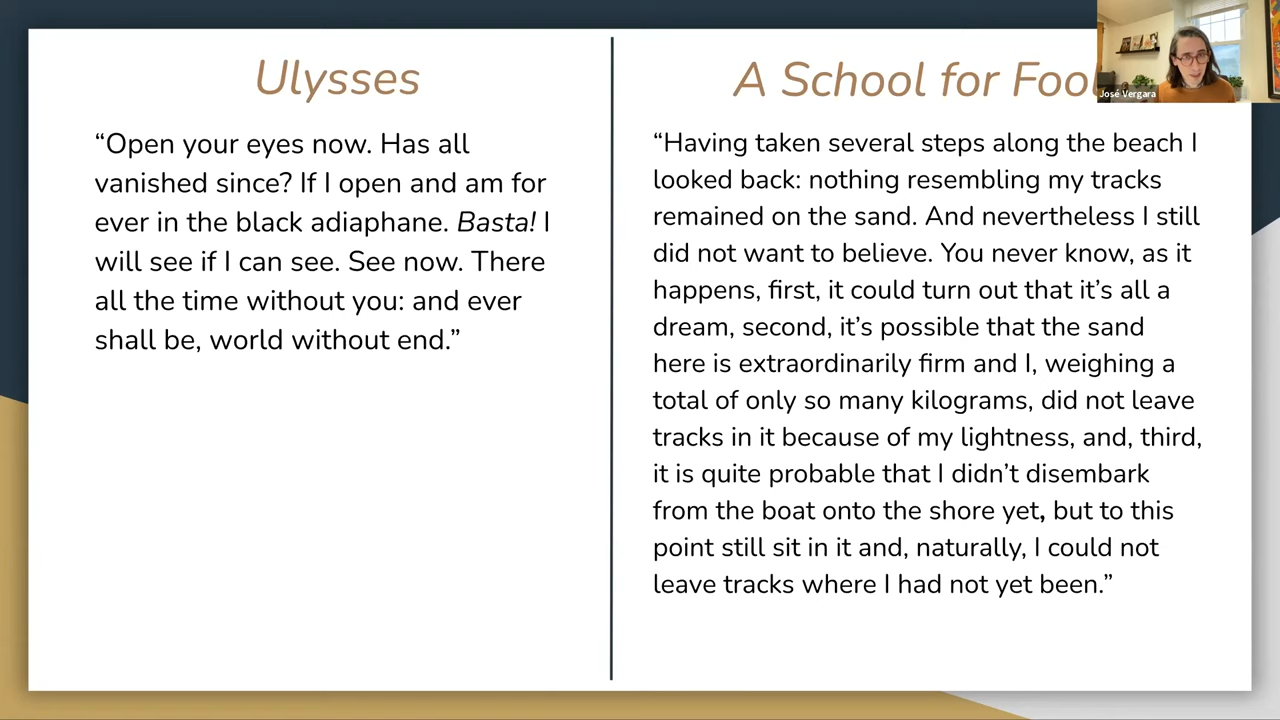 Ulysses
“Open your eyes now. Has all
vanished since? If I open and am for
ever in the black adiaphane. Basta! I
will see if I can see. See now. There
all the time without you: and ever
shall be, world without end.”
A School for Foo
“Having taken several steps along the beach I
looked back: nothing resembling my tracks
remained on the sand. And nevertheless I still
did not want to believe. You never know, as it
happens, first, it could turn out that it’s all a
dream, second, it’s possible that the sand
here is extraordinarily firm and I, weighing a
total of only so many kilograms, did not leave
tracks in it because of my lightness, and, third,
it is quite probable that I didn’t disembark
from the boat onto the shore yet, but to this
point still sit in it and, naturally, I could not
leave tracks where I had not yet been.”
José Vergara